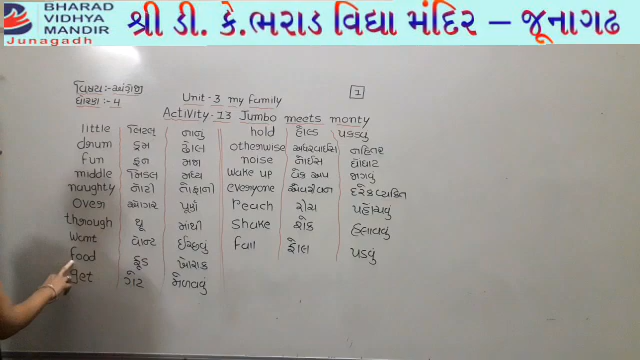 BHARAD
VIDHYA
MANDIR
Junagadh
શ્રી ડી. કે.ભરાડ વિદ્યા મંદિર – જૂનાગઢ
વિષય:-અંગ્રેજી
ધોરણ :- 4
Unit-3 my family
1
Activity-13 Jumbo meets monty
little લિટલ નાનુ hold હોલ્ડ પકડવુ
drum ડ્રમ ઢોલ otherwise અધરવાઈસ નહિતર
fun ફન મજા noise નોઈસ ઘોંઘાટ
middle મિડલ મધ્ય wake up વેક અપ જાગવું
naughty નોટી તોફાની everyone એવરીવન દરેક વ્યક્તિ
over ઓવર પૂરું reach રીચ પહોંચવું
through થ્રૂ માંથી shake શેક હલાવવું
want વોન્ટ ઈચ્છવું fall ફોલ પડવું
food ફૂડ ખોરાક
get ગેટ મેળવવું